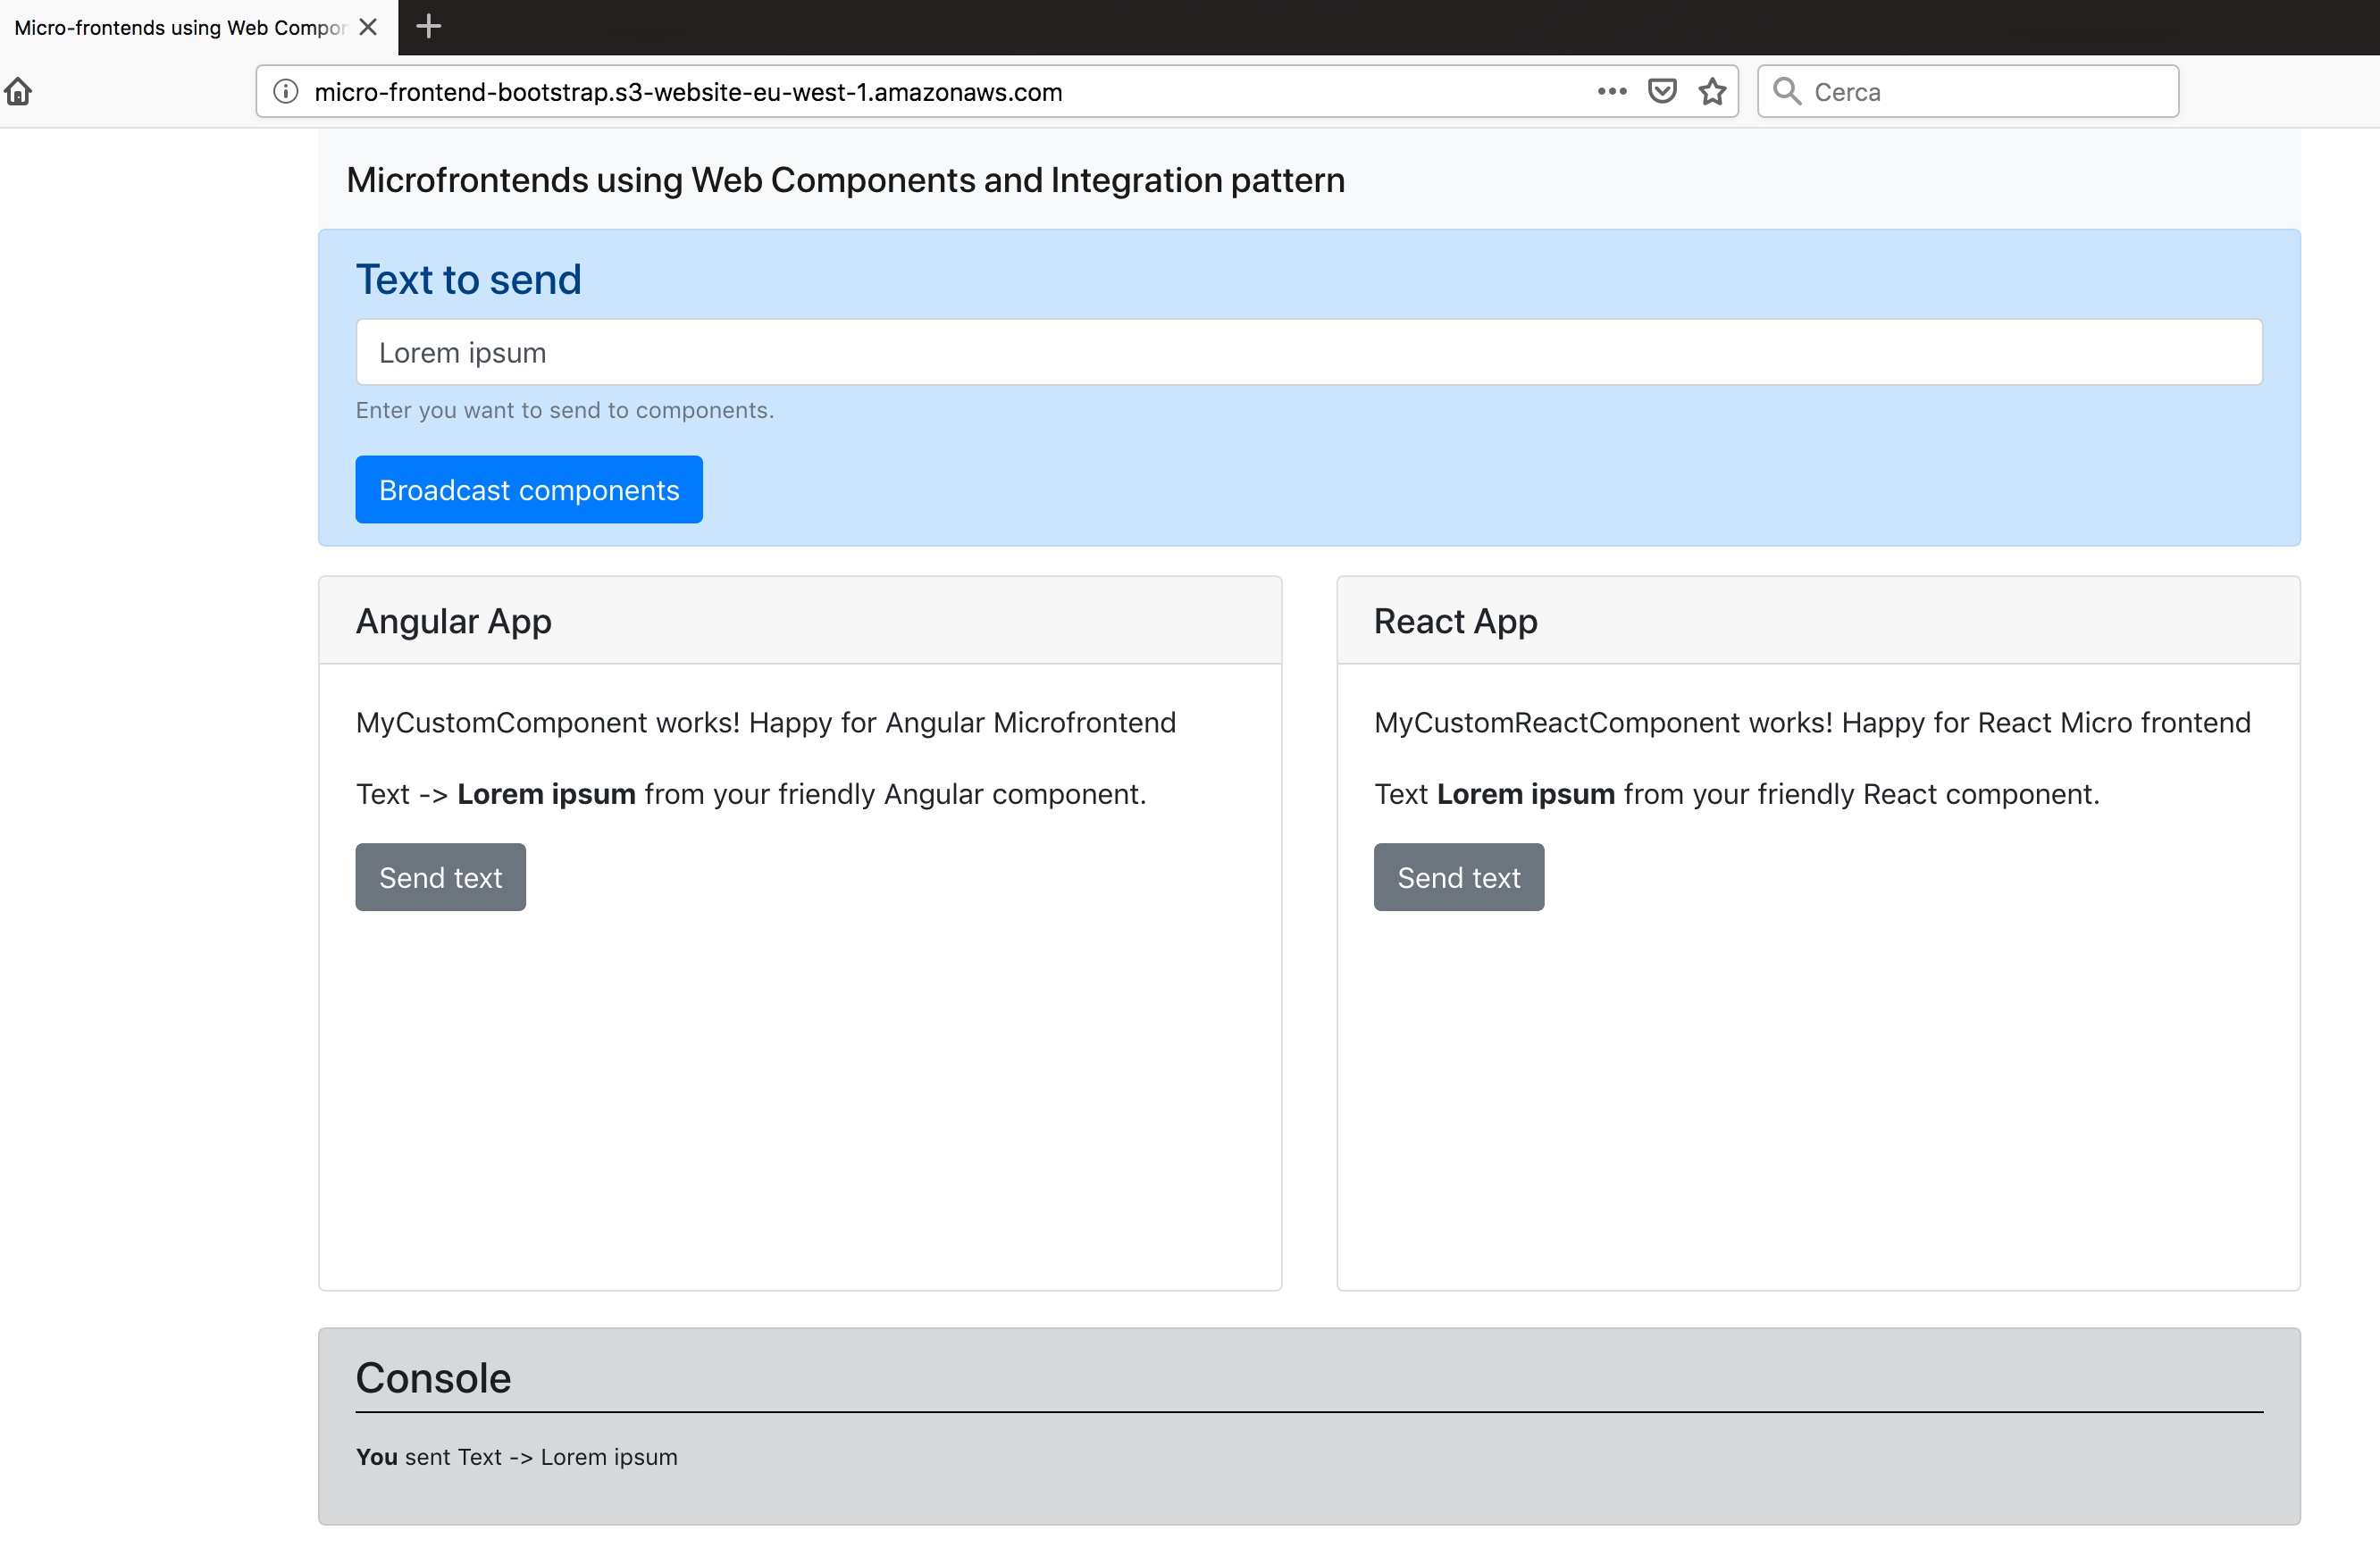 Micro-frontends using Web Compon
micro-frontend-bootstrap.s3-website-eu-west-1.amazonaws.com
Cerca
Microfrontends using Web Components and Integration pattern
Text to send
Lorem ipsum
Enter you want to send to components.
Broadcast components
Angular App
MyCustomComponent works! Happy for Angular Microfrontend
Text -> Lorem ipsum from your friendly Angular component.
Send text
React App
MyCustomReactComponent works! Happy for React Micro frontend
Text Lorem ipsum from your friendly React component.
Send text
Console
You sent Text -> Lorem ipsum